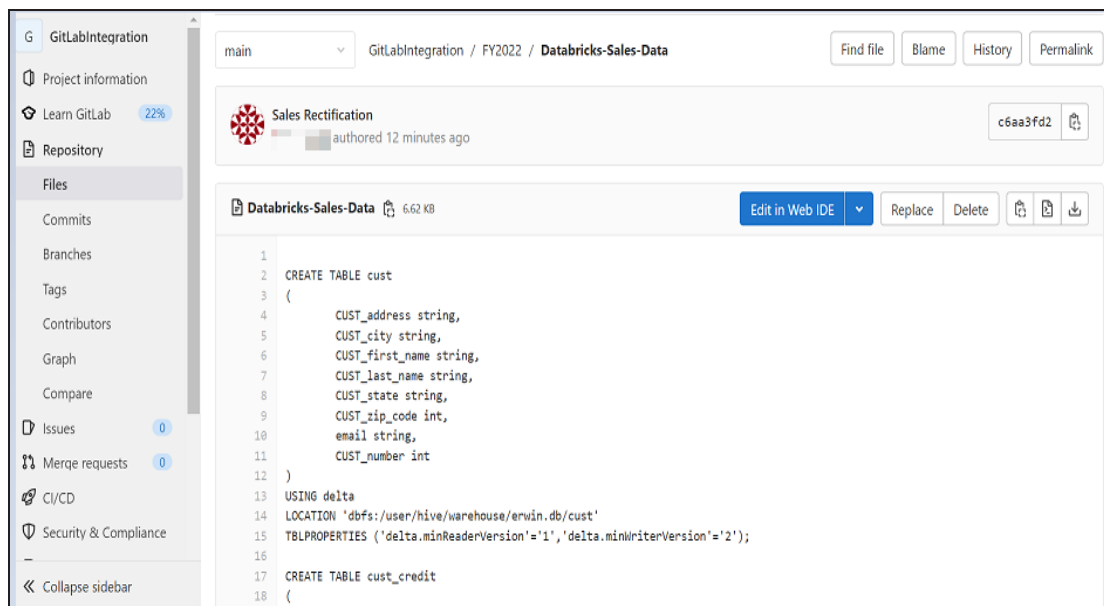 G GitLabIntegration
Project information
Learn GitLab 22%
Repository
Files
Commits
Branches
Tags
Contributors
Graph
Compare
Issues 0
Merge requests 0
CI/CD
Security & Compliance
Collapse sidebar
main GitLabIntegration / FY2022 / Databricks-Sales-Data Find file Blame History Permalink
Sales Rectification
authored 12 minutes ago
c6aa3fd2
Databricks-Sales-Data 6.62 KB Edit in Web IDE Replace Delete
1
2 CREATE TABLE cust
3 (
4 CUST_address string,
5 CUST_city string,
6 CUST_first_name string,
7 CUST_last_name string,
8 CUST_state string,
9 CUST_zip_code int,
10 email string,
11 CUST_number int
12 )
13 USING delta
14 LOCATION 'dbfs:/user/hive/warehouse/erwin.db/cust'
15 TBLPROPERTIES ('delta.minReaderVersion'='1','delta.minWriterVersion'='2');
16
17 CREATE TABLE cust_credit
18 (